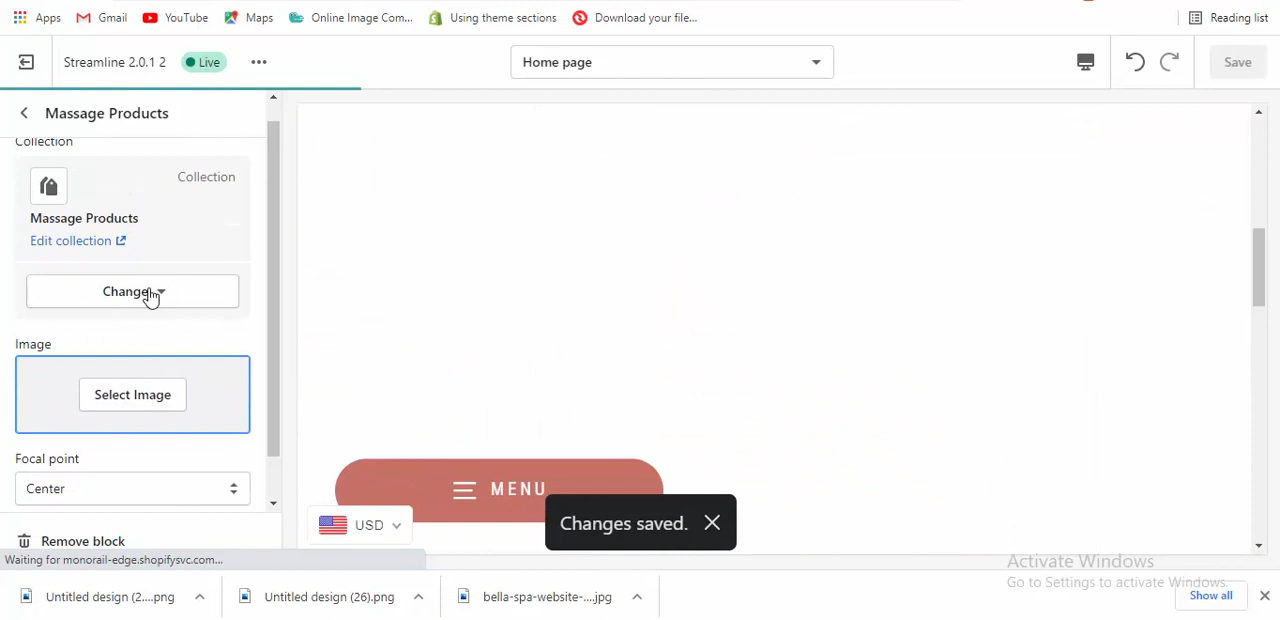 Apps
Gmail
YouTube
Maps
Online Image Com...
Using theme sections
Download your file...
Reading list
Streamline 2.0.1 2
Live
Home page
Save
Massage Products
Collection
Collection
Massage Products
Edit collection
Change
Image
Select Image
Focal point
Center
Remove block
MENU
USD
Changes saved.
Waiting for monorail-edge.shopifysvc.com...
Activate Windows
Go to Settings to activate Windows.
Untitled design (2....png
Untitled design (26).png
bella-spa-website-....jpg
Show all